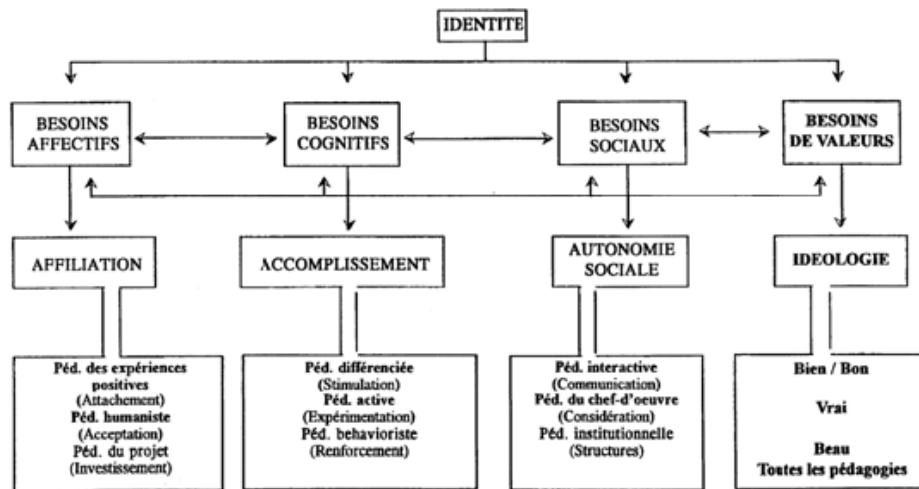 IDENTITE
BESOINS
AFFECTIFS
BESOINS
COGNITIFS
BESOINS
SOCIAUX
BESOINS
DE VALEURS
AFFILIATION
ACCOMPLISSEMENT
AUTONOMIE
SOCIALE
IDEOLOGIE
Péd. des expériences
positives
(Attachement)
Péd. humaniste
(Acceptation)
Péd. du projet
(Investissement)
Péd. différenciée
(Stimulation)
Péd. active
(Expérimentation)
Péd. behavioriste
(Renforcement)
Péd. interactive
(Communication)
Péd. du chef-d'oeuvre
(Considération)
Péd. institutionnelle
(Structures)
Bien / Bon
Vrai
Beau
Toutes les pédagogies